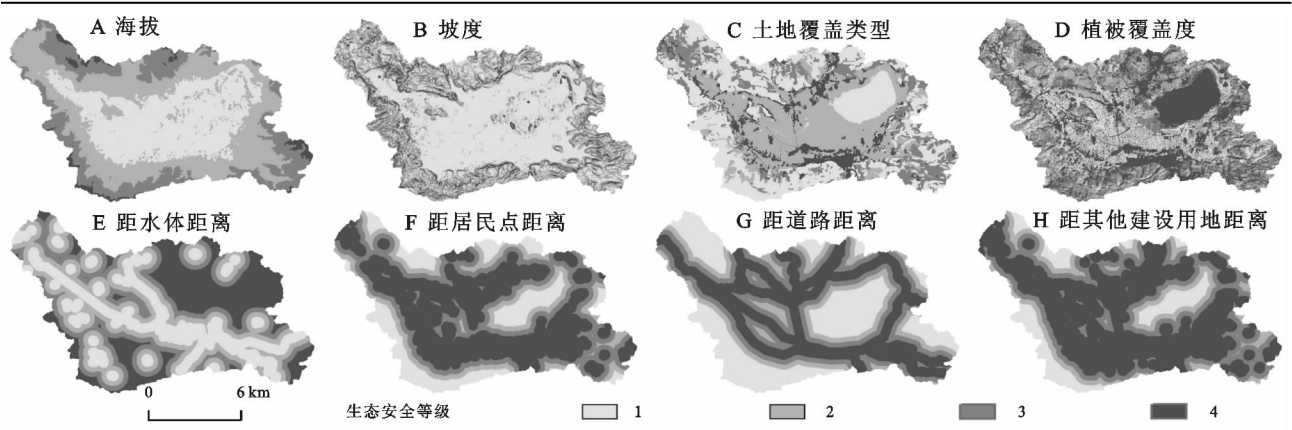 A 海拔
B 坡度
C 土地覆盖类型
D 植被覆盖度
E 距水体距离
F 距居民点距离
G 距道路距离
H 距其他建设用地距离
0 6 km
生态安全等级 1 2 3 4